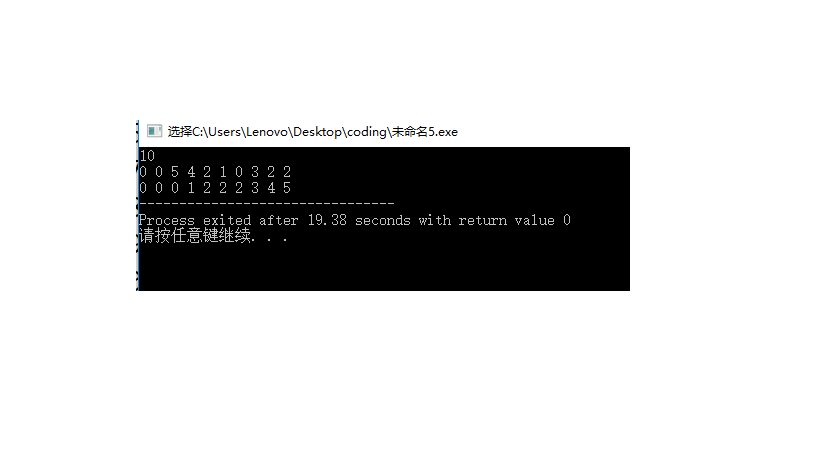 选择C:\Users\Lenovo\Desktop\coding\未命名5.exe
10
0 0 5 4 2 1 0 3 2 2
0 0 0 1 2 2 2 3 4 5
--------------------------------
Process exited after 19.38 seconds with return value 0
请按任意键继续. . .